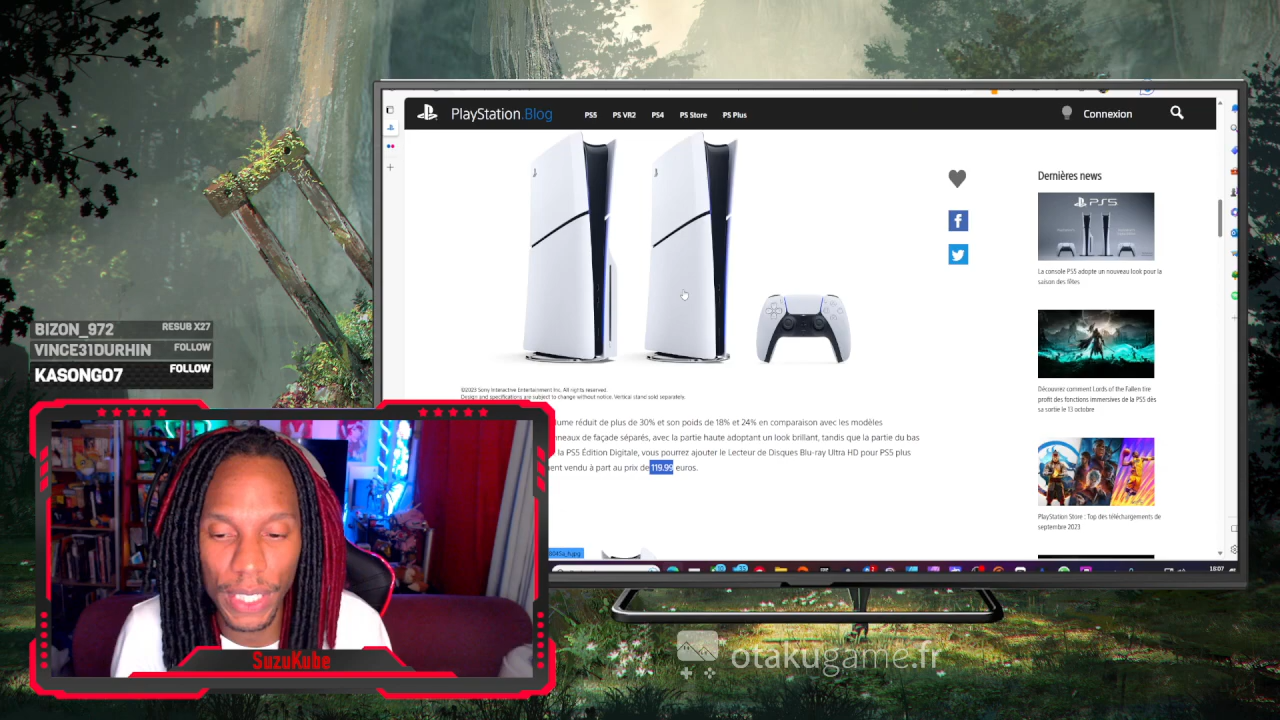 PlayStation.Blog
PS5
PS VR2
PS4
PS Store
PS Plus
Connexion
©2023 Sony Interactive Entertainment Inc. All rights reserved.
Design and specifications are subject to change without notice. Vertical stand sold separately.
ume réduit de plus de 30% et son poids de 18% et 24% en comparaison avec les modèles
neaux de façade séparés, avec la partie haute adoptant un look brillant, tandis que la partie du bas
la PS5 Édition Digitale, vous pourrez ajouter le Lecteur de Disques Blu-ray Ultra HD pour PS5 plus
ent vendu à part au prix de 119.99 euros.
Dernières news
PS5
La console PS5 adopte un nouveau look pour la
saison des fêtes
Découvrez comment Lords of the Fallen tire
profit des fonctions immersives de la PS5 dès
sa sortie le 13 octobre
PlayStation Store : Top des téléchargements de
septembre 2023
18:07
BIZON_972 RESUB X27
VINCE31DURHIN FOLLOW
KASONGO7 FOLLOW
SuzuKube
otakugame.fr